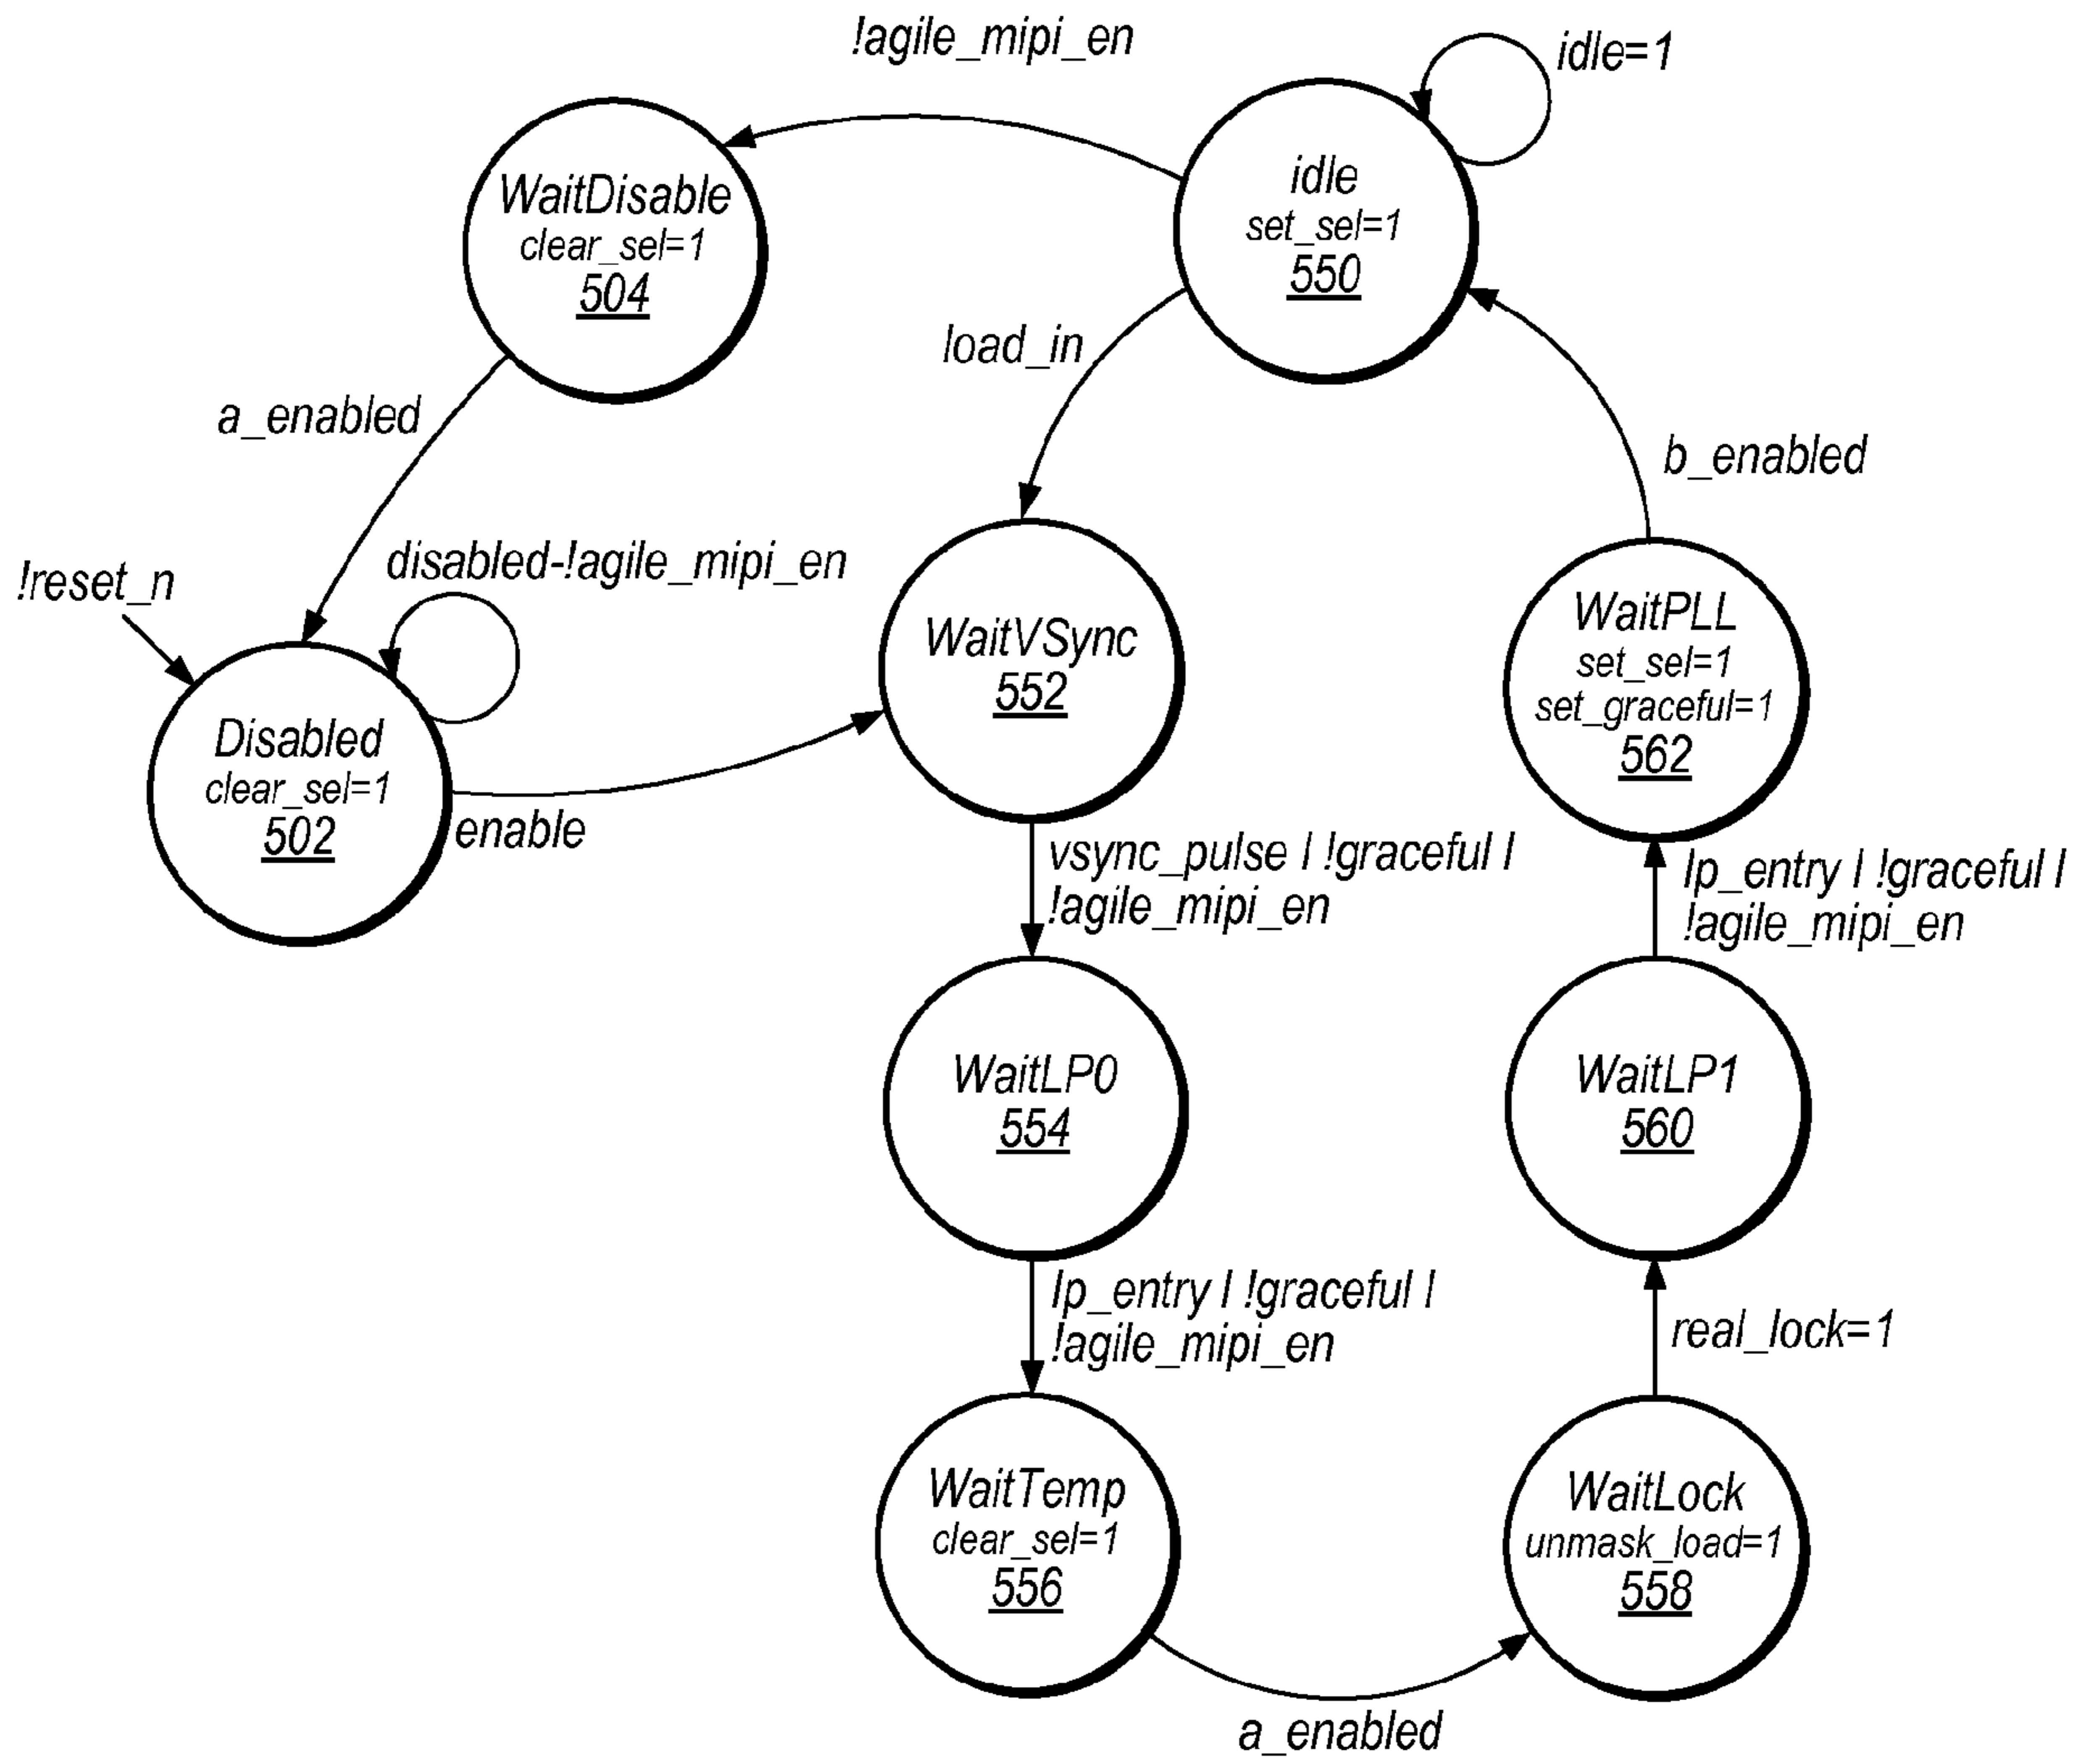 !agile_mipi_en
idle=1
WaitDisable
clear_sel=1
504
idle
set_sel=1
550
load_in
a_enabled
b_enabled
!reset_n
disabled-!agile_mipi_en
Disabled
clear_sel=1
502
enable
WaitVSync
552
WaitPLL
set_sel=1
set_graceful=1
562
vsync_pulse | !graceful |
!agile_mipi_en
lp_entry | !graceful |
!agile_mipi_en
WaitLP0
554
WaitLP1
560
lp_entry | !graceful |
!agile_mipi_en
real_lock=1
WaitTemp
clear_sel=1
556
WaitLock
unmask_load=1
558
a_enabled